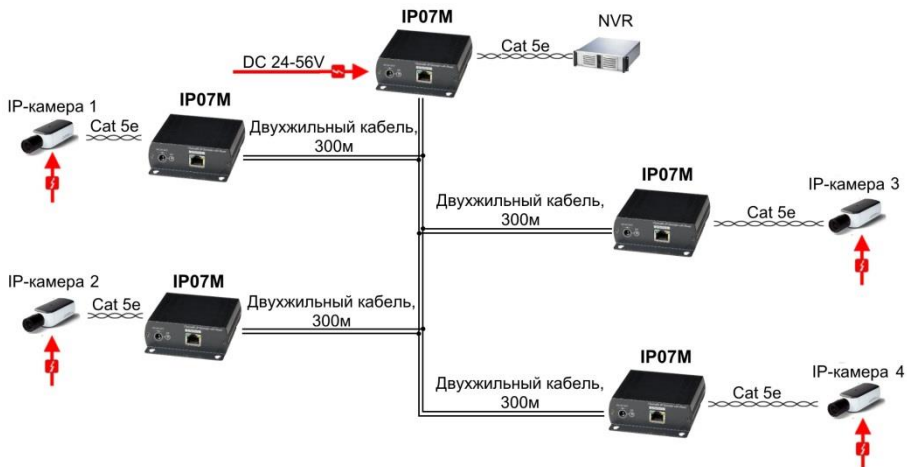 IP07M
NVR
Cat 5e
DC 24-56V
IP07M
IP-камера 1
Cat 5e
Двухжильный кабель,
300м
IP07M
IP-камера 3
Двухжильный кабель,
300м
Cat 5e
IP07M
IP-камера 2
Cat 5e
Двухжильный кабель,
300м
IP07M
IP-камера 4
Двухжильный кабель,
300м
Cat 5e